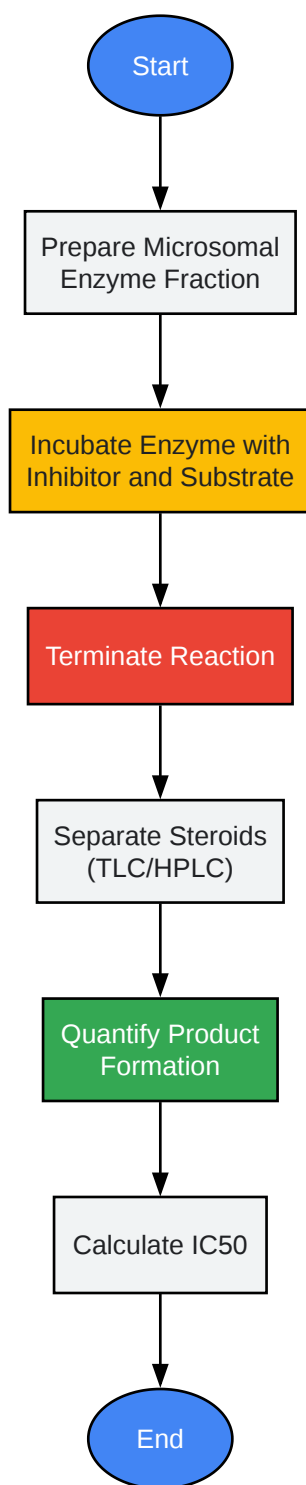 Start
Prepare Microsomal
Enzyme Fraction
Incubate Enzyme with
Inhibitor and Substrate
Terminate Reaction
Separate Steroids
(TLC/HPLC)
Quantify Product
Formation
Calculate IC50
End